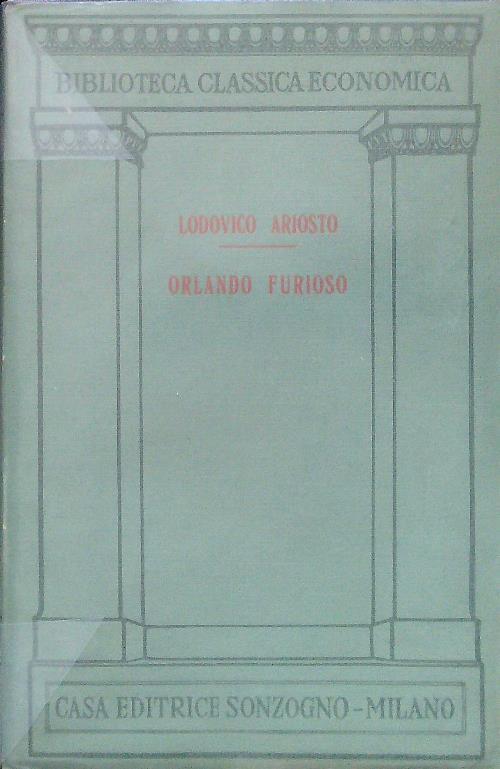 BIBLIOTECA CLASSICA ECONOMICA
LODOVICO ARIOSTO
ORLANDO FURIOSO
CASA EDITRICE SONZOGNO-MILANO